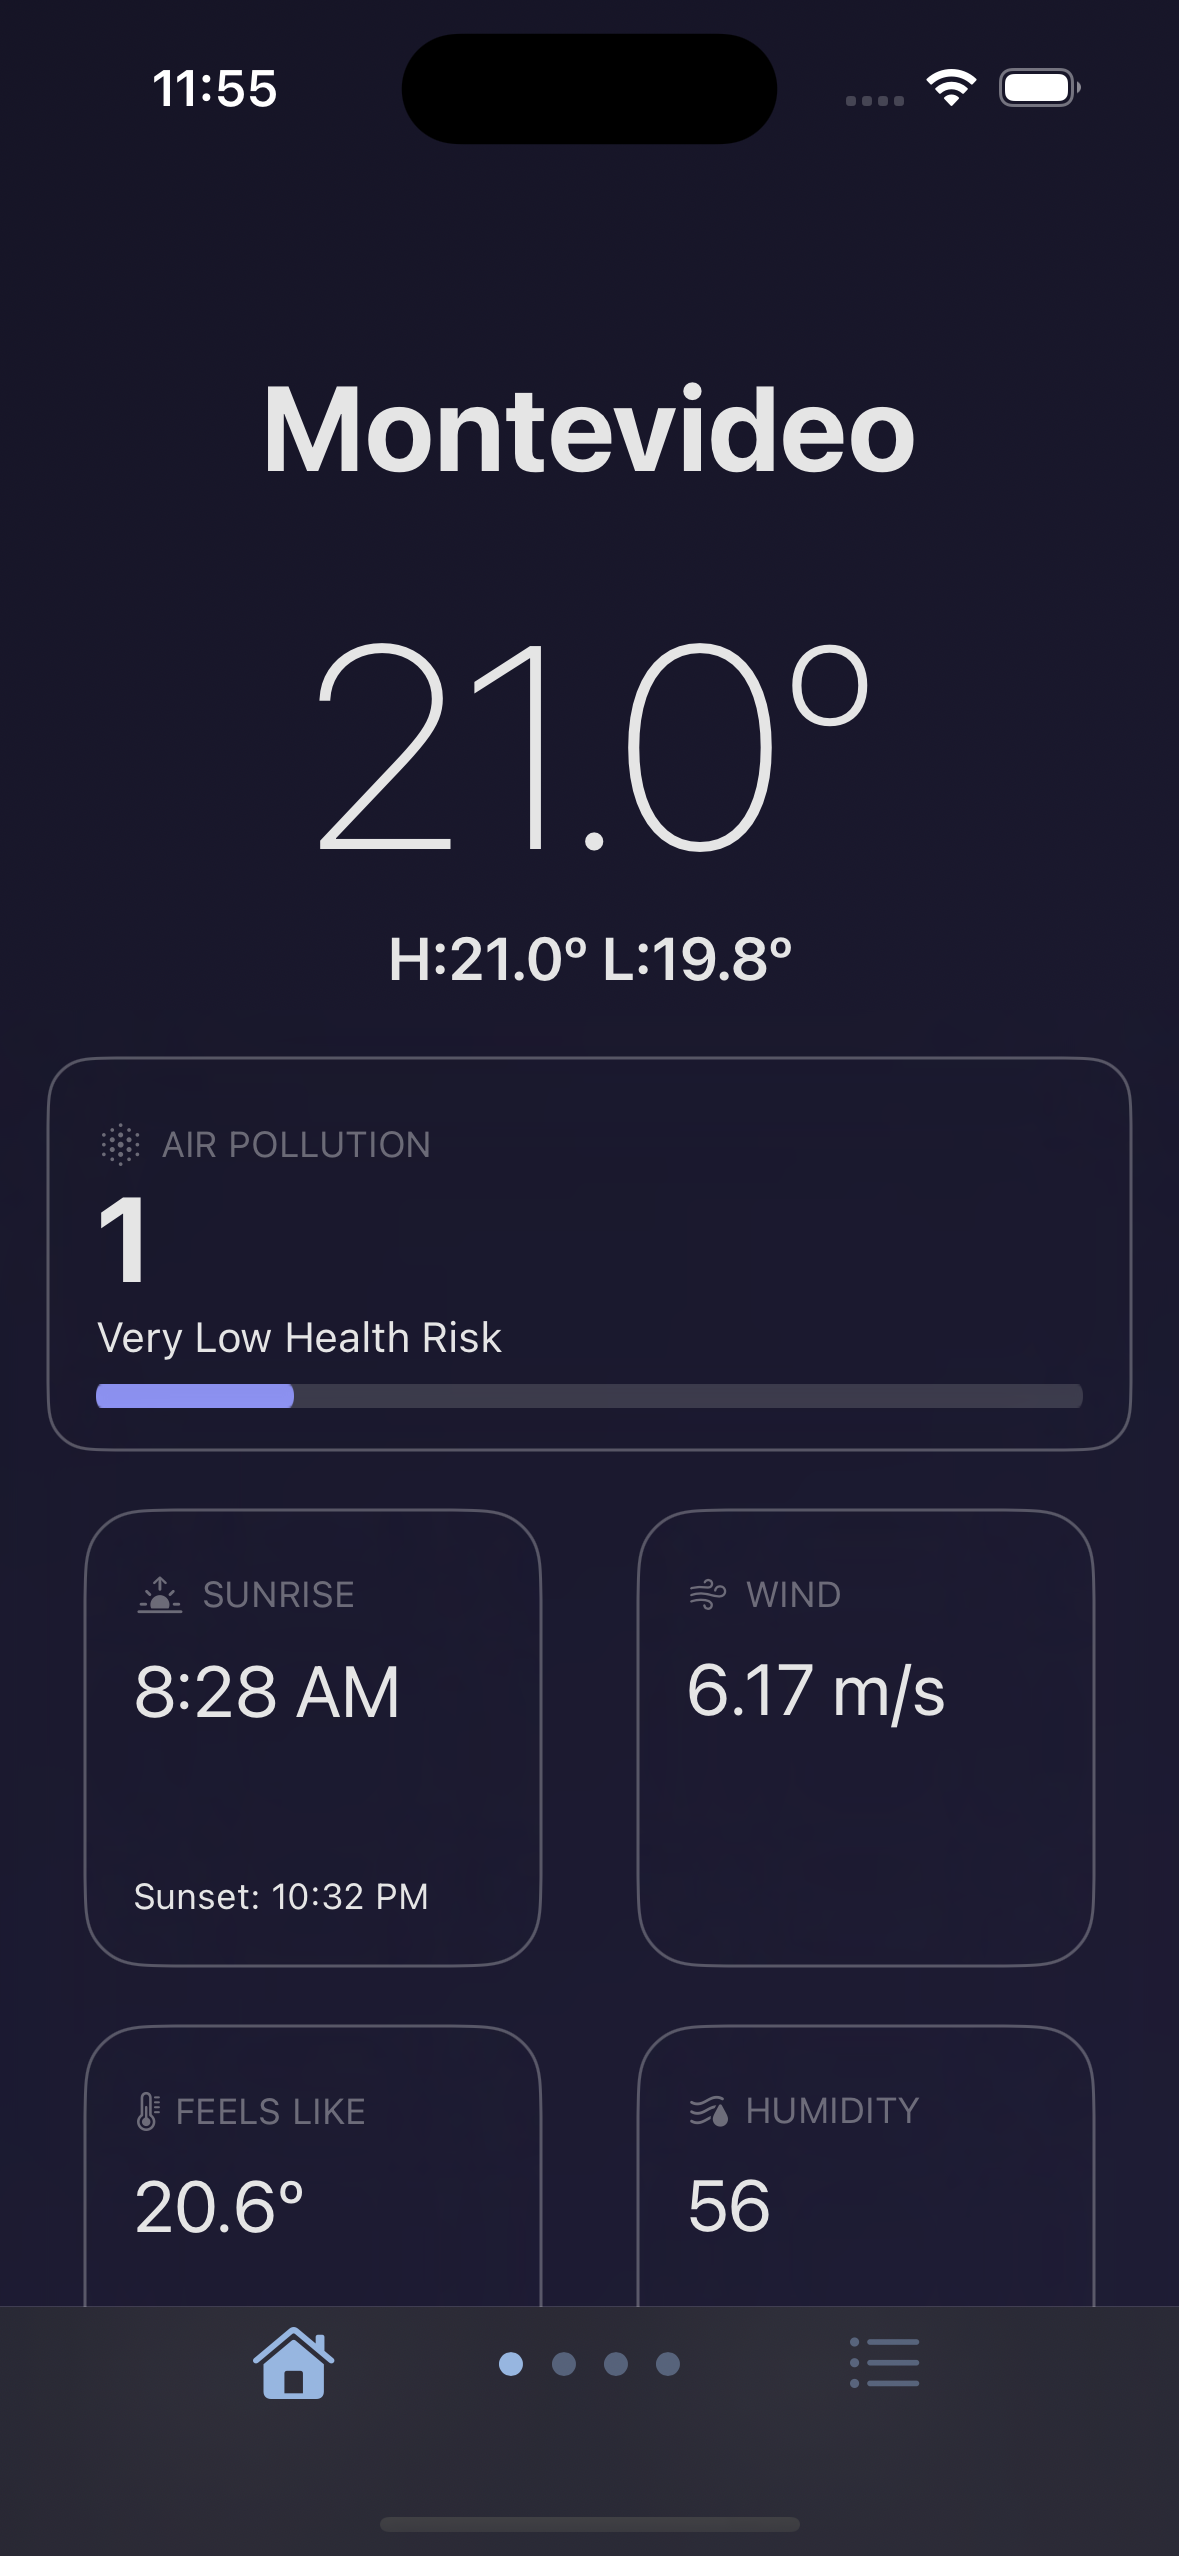 11:55
Montevideo
21.0°
H:21.0° L:19.8°
AIR POLLUTION
1
Very Low Health Risk
SUNRISE
8:28 AM
Sunset: 10:32 PM
WIND
6.17 m/s
FEELS LIKE
20.6°
HUMIDITY
56